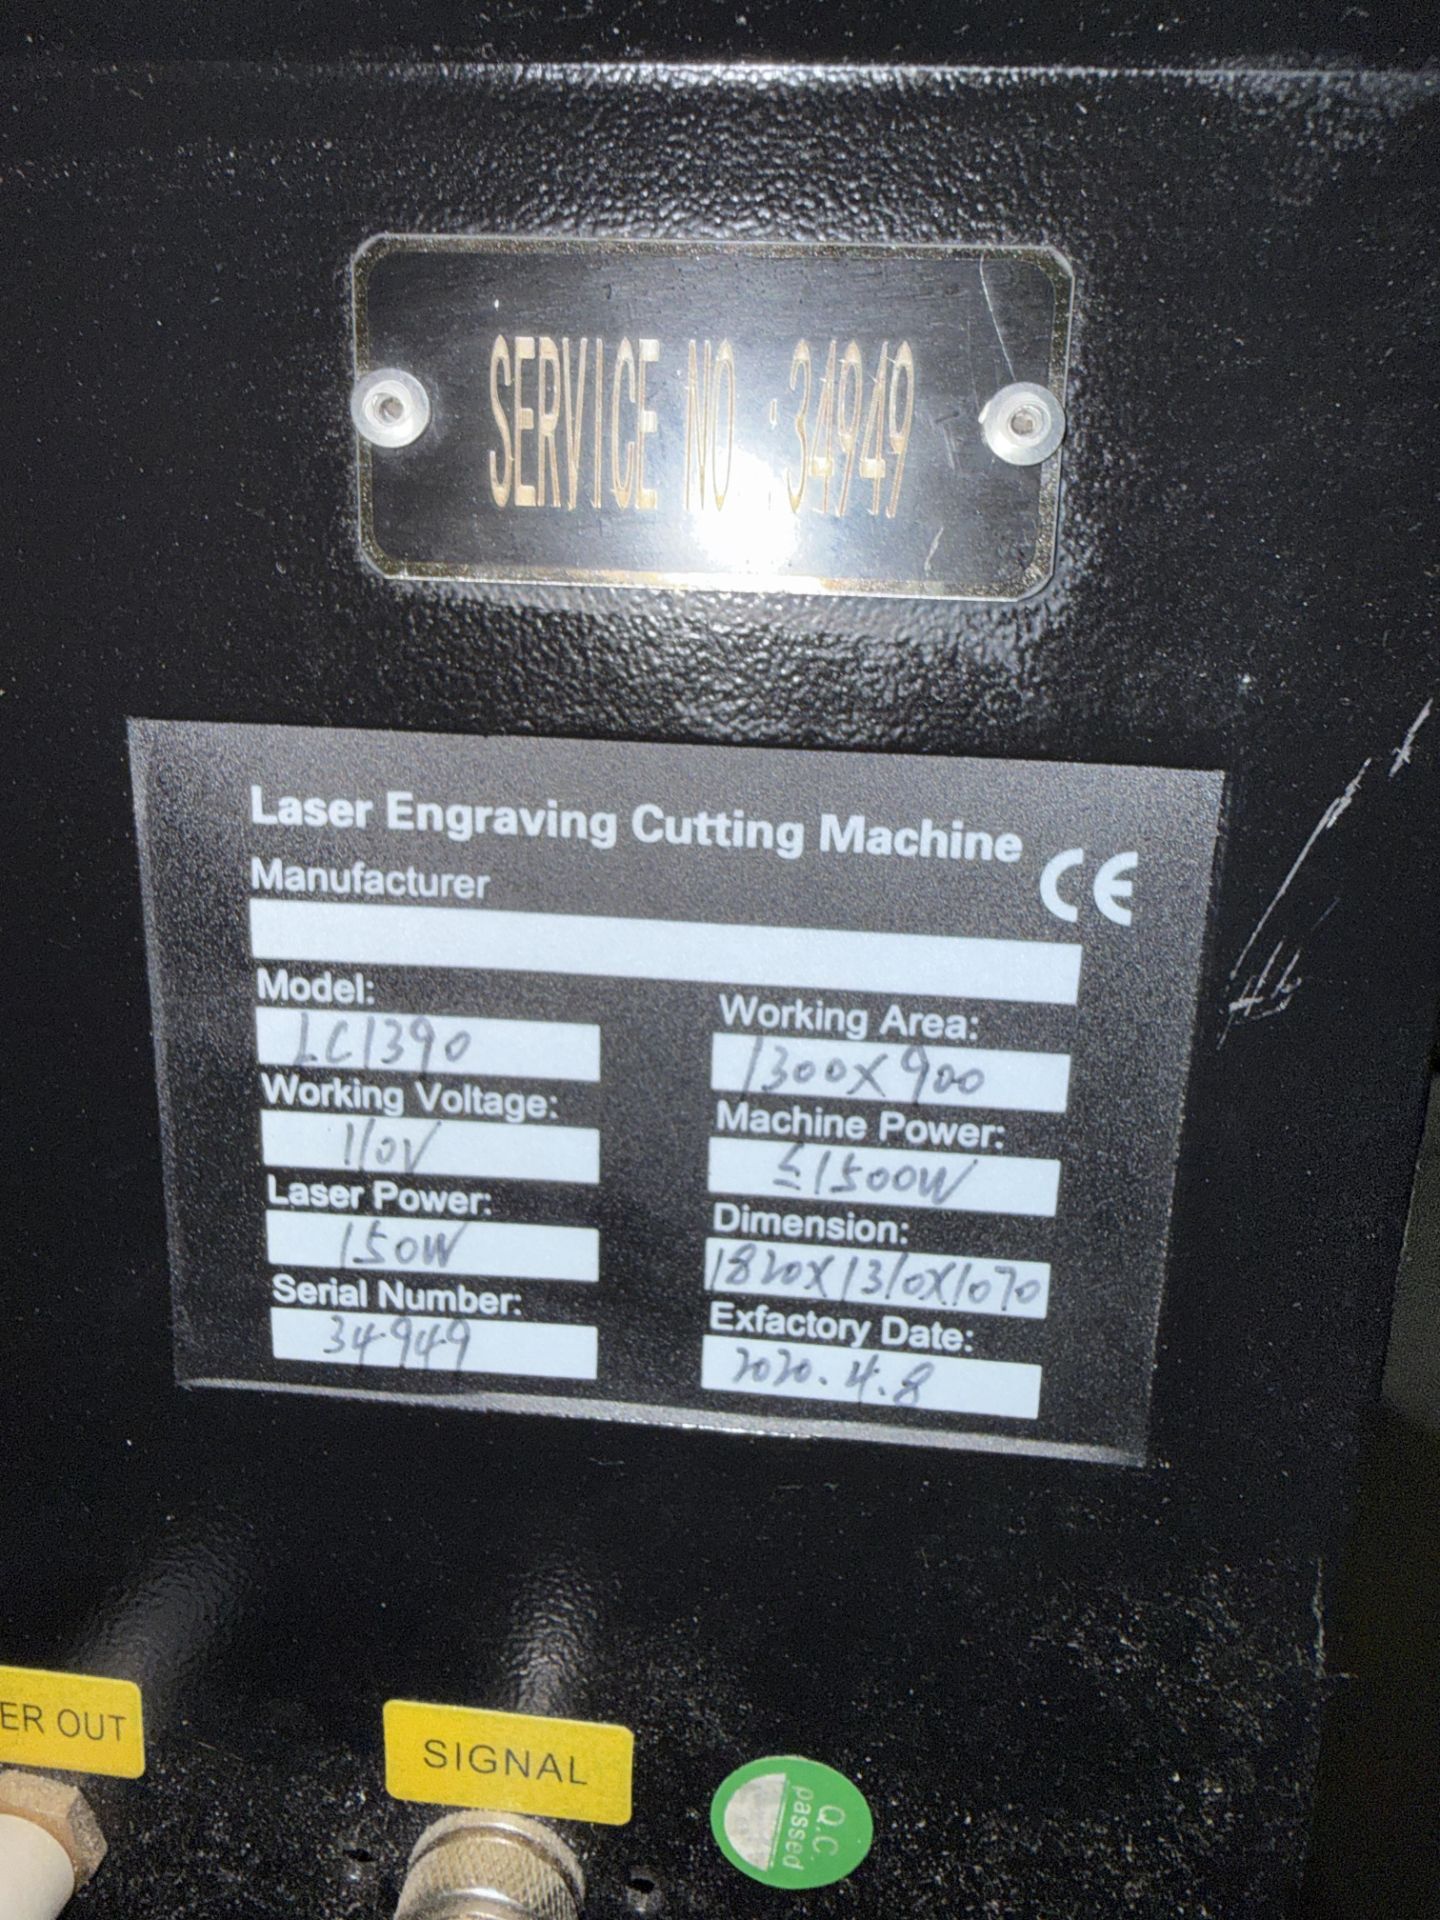 SERVICE NO.:34949
Laser Engraving Cutting Machine
Manufacturer
CE
Model:
LC1390
Working Area:
1300X900
Working Voltage:
110V
Machine Power:
≤1500W
Laser Power:
150W
Dimension:
1820X1310X1070
Serial Number:
34949
Exfactory Date:
2020.4.8
ER OUT
SIGNAL
Q.C.
passed